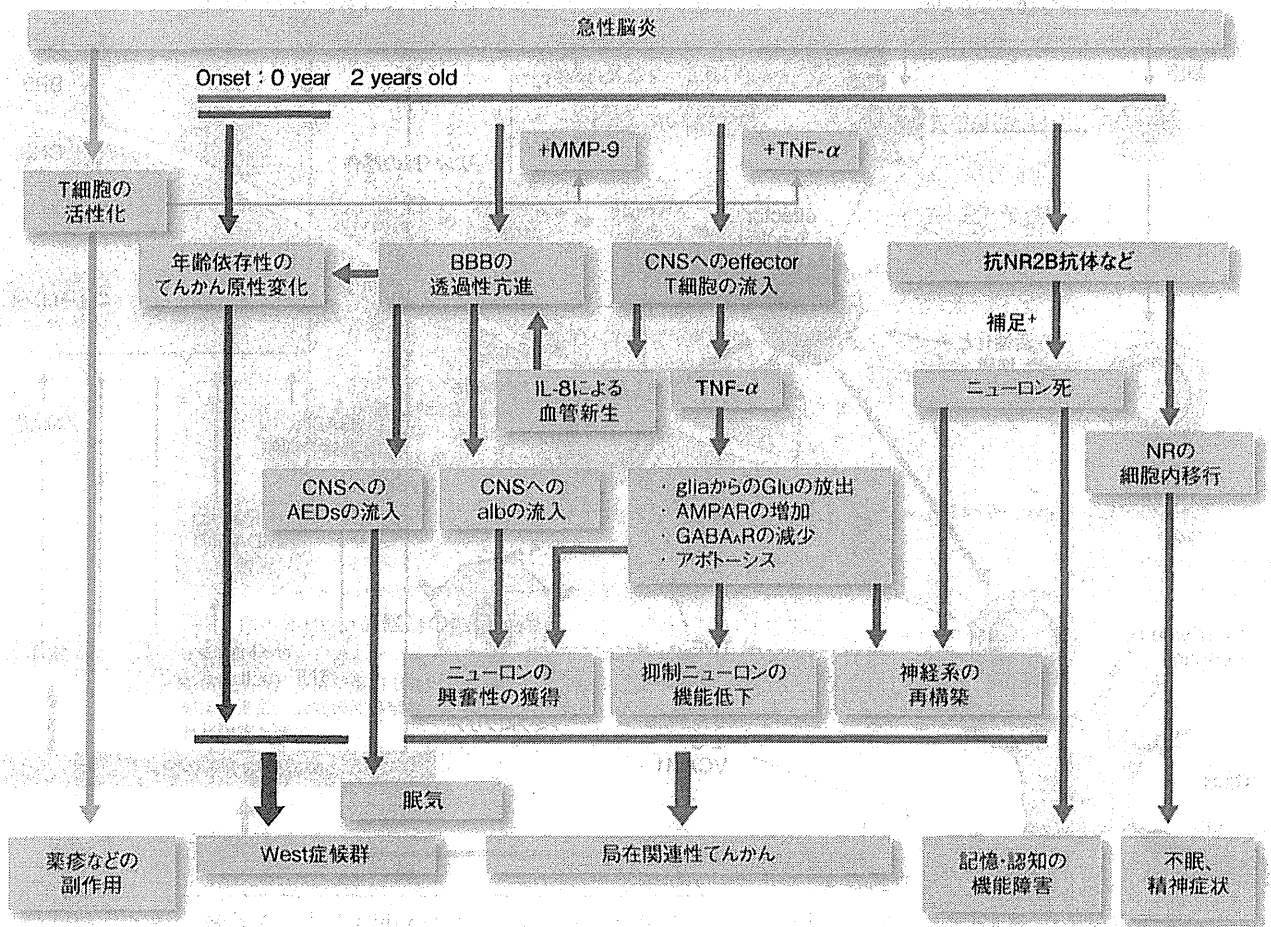 急性脳炎
Onset：0 year　2 years old
+MMP-9
+TNF-α
T細胞の
活性化
年齢依存性の
てんかん原性変化
BBBの
透過性亢進
CNSへのeffector
T細胞の流入
抗NR2B抗体など
補足⁺
IL-8による
血管新生
TNF-α
ニューロン死
NRの
細胞内移行
CNSへの
AEDsの流入
CNSへの
albの流入
・gliaからのGluの放出
・AMPARの増加
・GABAARの減少
・アポトーシス
ニューロンの
興奮性の獲得
抑制ニューロンの
機能低下
神経系の
再構築
眠気
薬疹などの
副作用
West症候群
局在関連性てんかん
記憶・認知の
機能障害
不眠、
精神症状